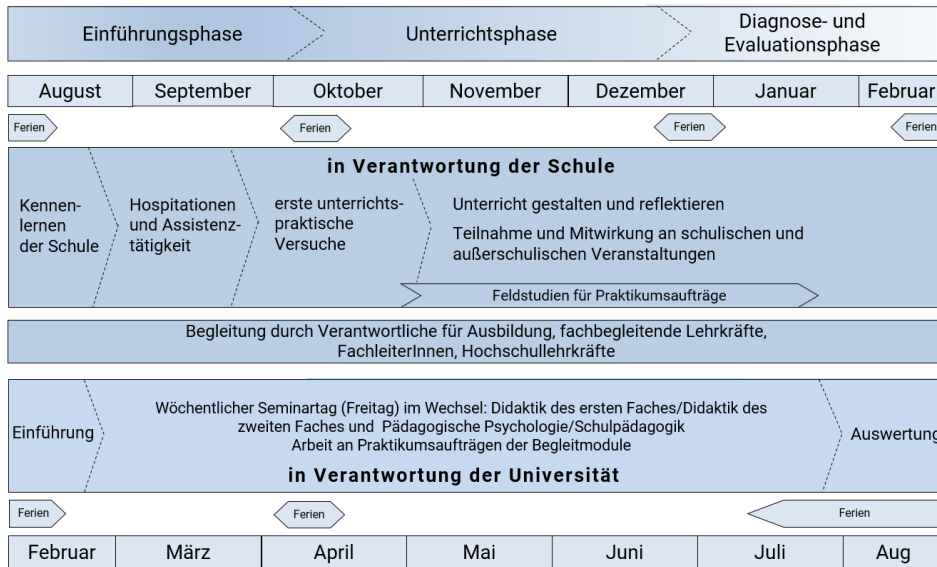 Einführungsphase
Unterrichtsphase
Diagnose- und
Evaluationsphase
August
September
Oktober
November
Dezember
Januar
Februar
Ferien
Ferien
Ferien
Ferien
in Verantwortung der Schule
Kennen-
lernen
der Schule
Hospitationen
und Assistenz-
tätigkeit
erste unterrichts-
praktische
Versuche
Unterricht gestalten und reflektieren
Teilnahme und Mitwirkung an schulischen und
außerschulischen Veranstaltungen
Feldstudien für Praktikumsaufträge
Begleitung durch Verantwortliche für Ausbildung, fachbegleitende Lehrkräfte,
FachleiterInnen, Hochschullehrkräfte
Einführung
Wöchentlicher Seminartag (Freitag) im Wechsel: Didaktik des ersten Faches/Didaktik des
zweiten Faches und Pädagogische Psychologie/Schulpädagogik
Arbeit an Praktikumsaufträgen der Begleitmodule
Auswertung
in Verantwortung der Universität
Ferien
Ferien
Ferien
Februar
März
April
Mai
Juni
Juli
Aug